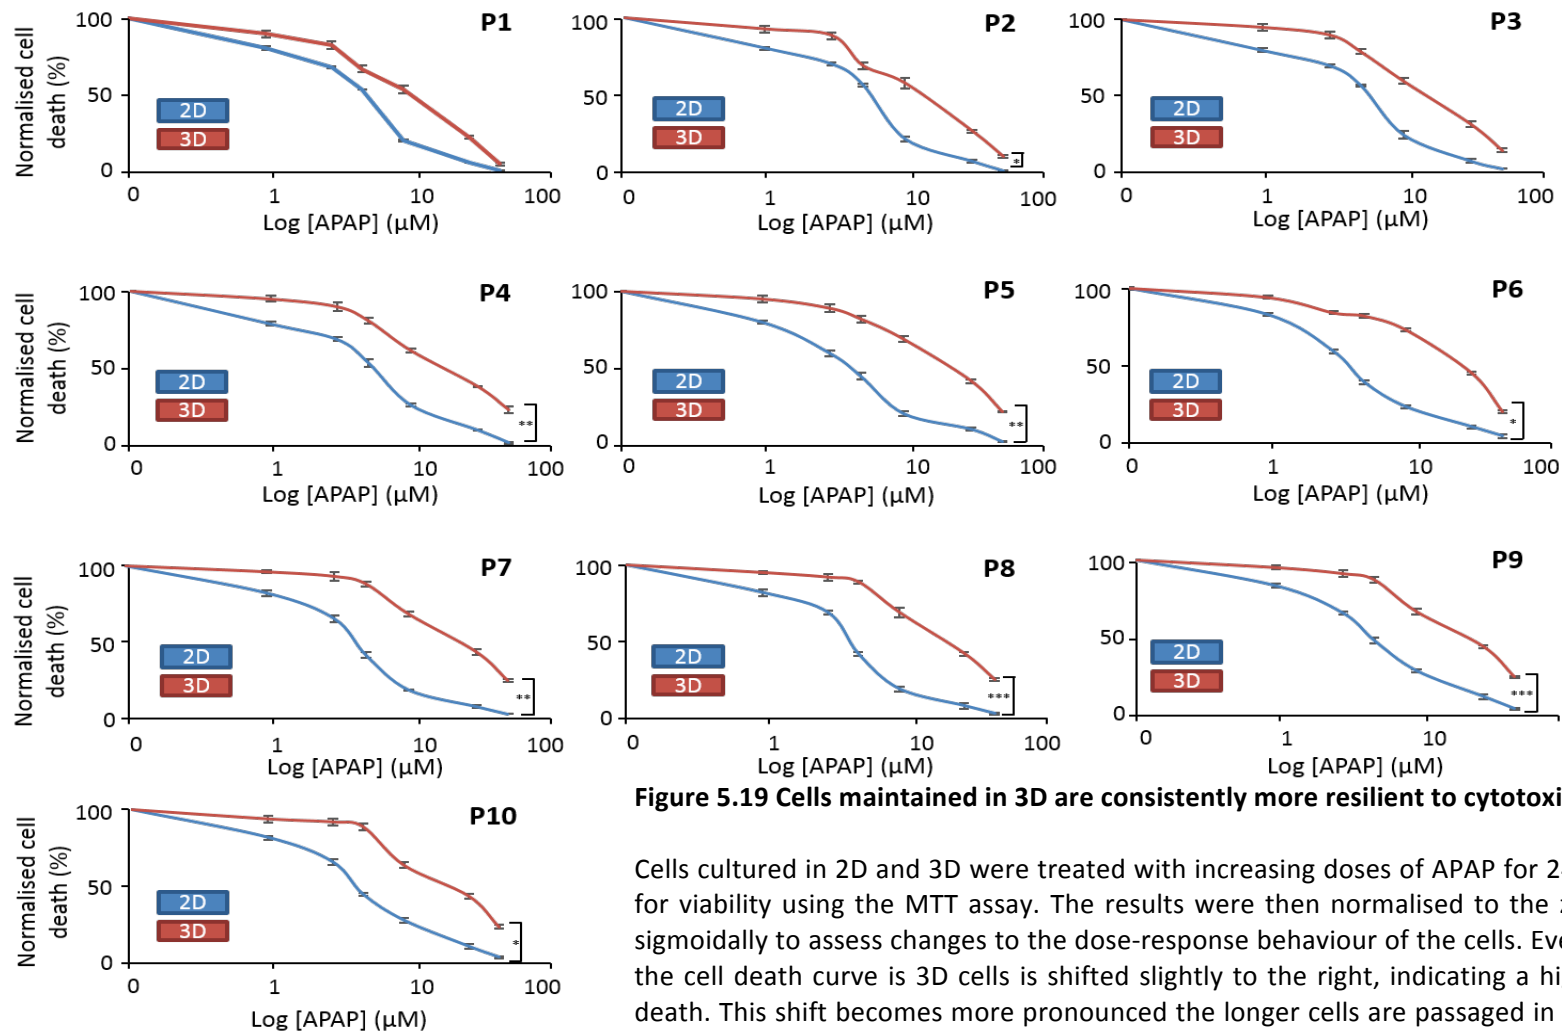 Normalised cell
death (%)
100
50
0
P1
2D
3D
0 1 10 100
Log [APAP] (µM)
100
50
0
P2
2D
3D
*
0 1 10 100
Log [APAP] (µM)
100
50
0
P3
2D
3D
0 1 10 100
Log [APAP] (µM)
Normalised cell
death (%)
100
50
0
P4
2D
3D
**
0 1 10 100
Log [APAP] (µM)
100
50
0
P5
2D
3D
**
0 1 10 100
Log [APAP] (µM)
100
50
0
P6
2D
3D
*
0 1 10 100
Log [APAP] (µM)
Normalised cell
death (%)
100
50
0
P7
2D
3D
**
0 1 10 100
Log [APAP] (µM)
100
50
0
P8
2D
3D
***
0 1 10 100
Log [APAP] (µM)
100
50
0
P9
2D
3D
***
0 1 10
Log [APAP] (µM)
Normalised cell
death (%)
100
50
0
P10
2D
3D
*
0 1 10 100
Log [APAP] (µM)
Figure 5.19 Cells maintained in 3D are consistently more resilient to cytotoxi
Cells cultured in 2D and 3D were treated with increasing doses of APAP for 2
for viability using the MTT assay. The results were then normalised to the
sigmoidally to assess changes to the dose-response behaviour of the cells. Eve
the cell death curve is 3D cells is shifted slightly to the right, indicating a hi
death. This shift becomes more pronounced the longer cells are passaged in